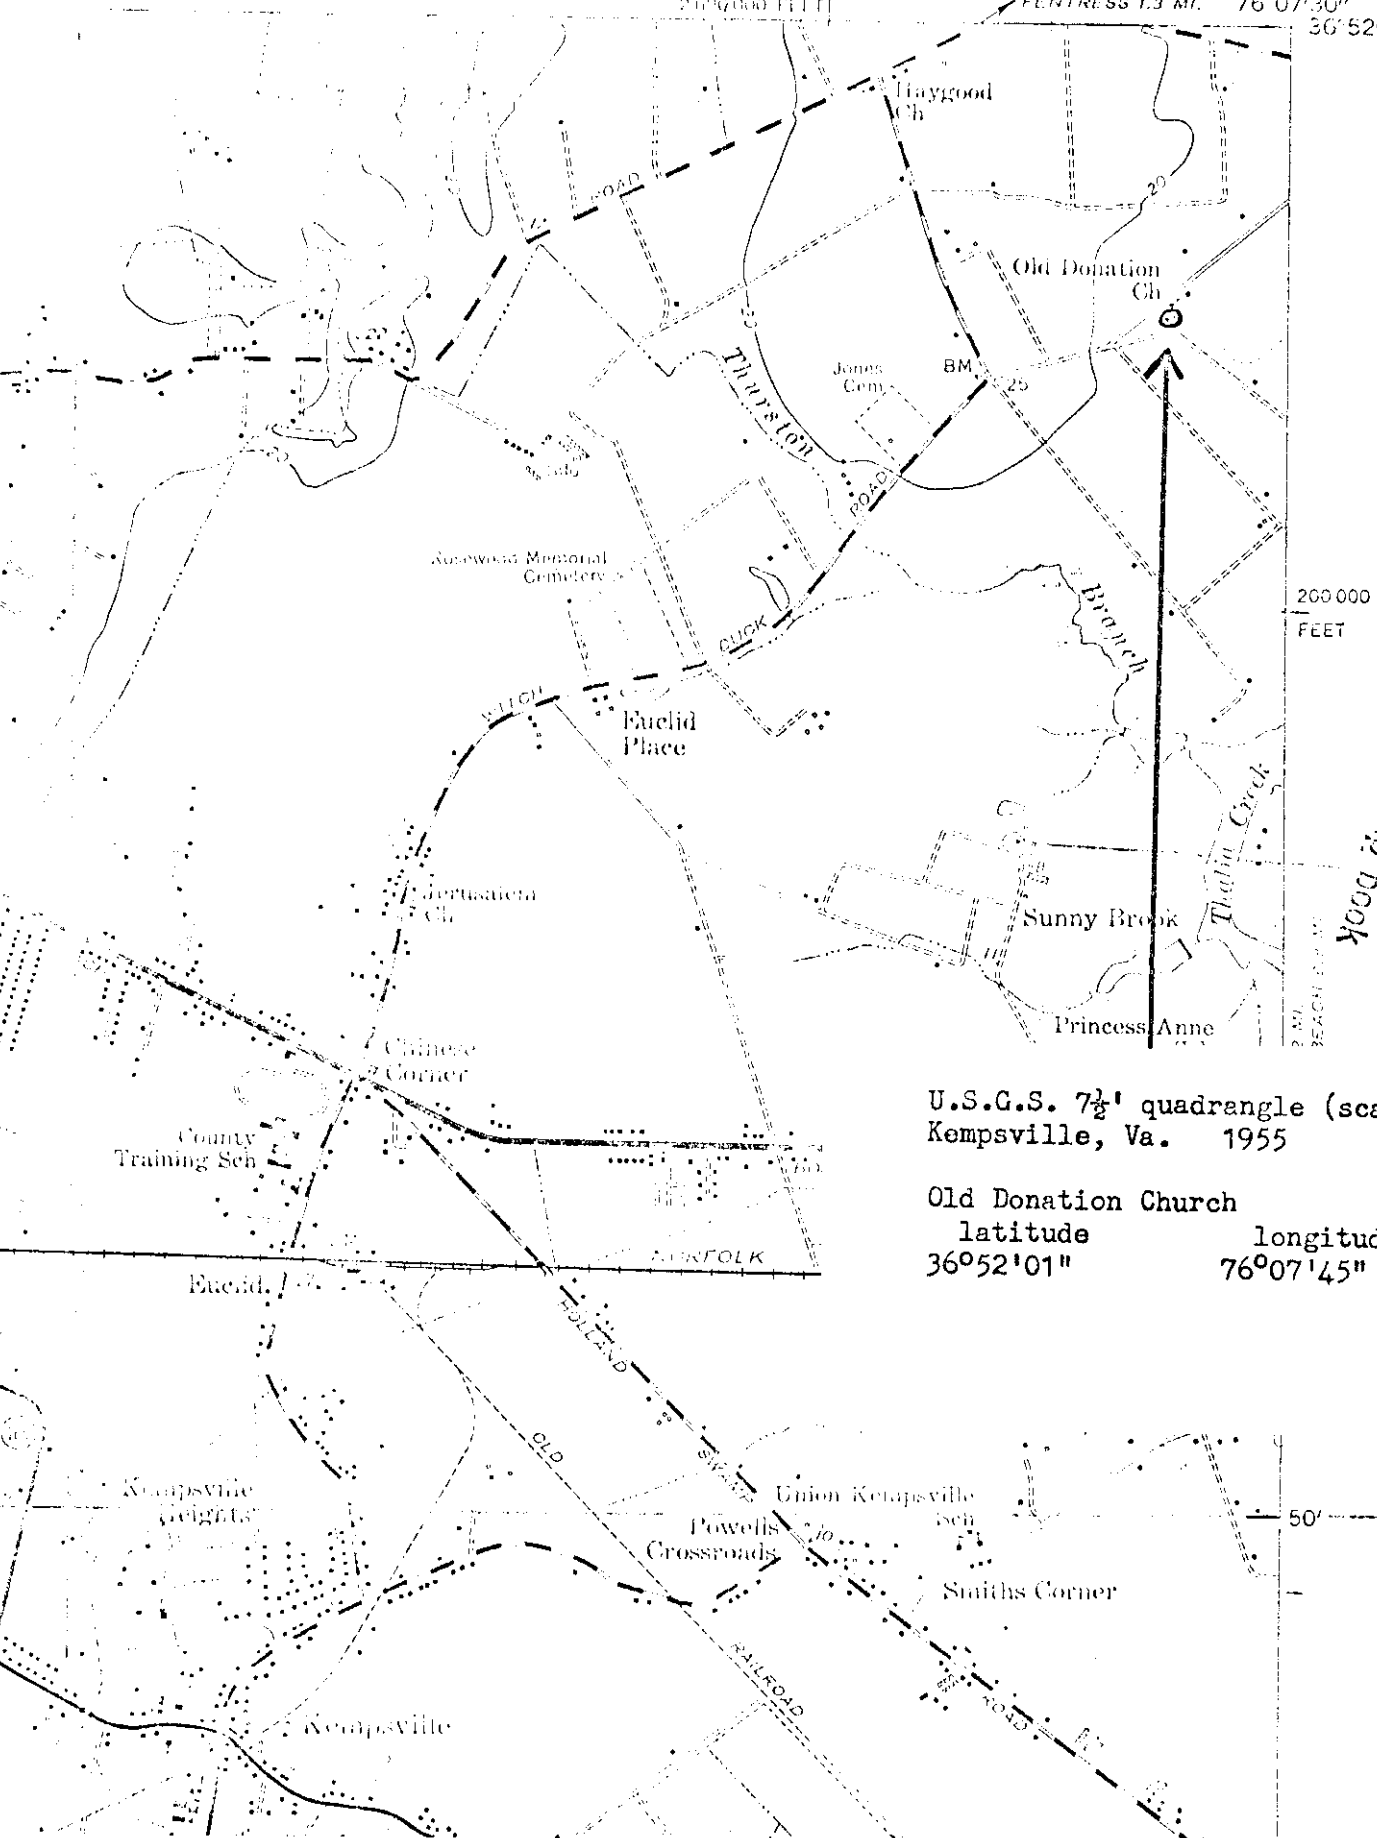 FENTRESS 1.3 MI. 76°07'30"
36°52
Haygood
Ch
ROAD
20
Old Donation
Ch
Thurston
Jones
Cem
BM
25
20
ROAD
Rosewood Memorial
Cemetery
Branch
200 000
FEET
DUCK
WITCH
Euclid
Place
Thalia Creek
Jerusalem
Ch
Sunny Brook
Princess Anne
Chinese
Corner
County
Training Sch
U.S.G.S. 7½' quadrangle (sca
Kempsville, Va. 1955
Old Donation Church
latitude longitud
36°52'01" 76°07'45"
NORFOLK
Euclid
HOLLAND
OLD
SWAMP
Kempsville
Heights
Union Kempsville
Sch
Powells
Crossroads
10
50'
Smiths Corner
RAILROAD
ROAD
Kempsville